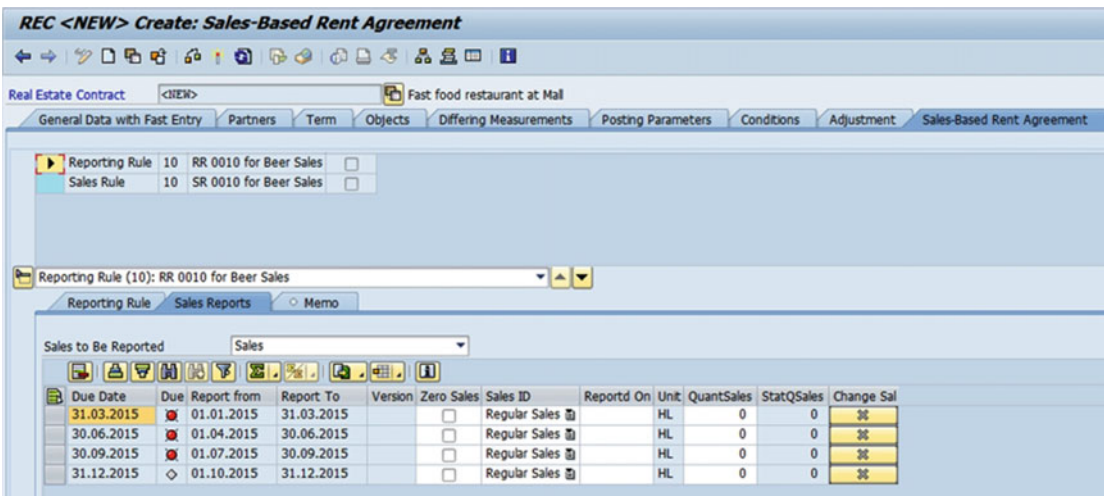 REC <NEW> Create: Sales-Based Rent Agreement
Real Estate Contract <NEW> Fast food restaurant at Mall
General Data with Fast Entry Partners Term Objects Differing Measurements Posting Parameters Conditions Adjustment Sales-Based Rent Agreement
Reporting Rule 10 RR 0010 for Beer Sales
Sales Rule 10 SR 0010 for Beer Sales
Reporting Rule (10): RR 0010 for Beer Sales
Reporting Rule Sales Reports Memo
Sales to Be Reported Sales
Due Date Due Report from Report To Version Zero Sales Sales ID Reportd On Unit QuantSales StatQSales Change Sal
31.03.2015 01.01.2015 31.03.2015 Regular Sales HL 0 0
30.06.2015 01.04.2015 30.06.2015 Regular Sales HL 0 0
30.09.2015 01.07.2015 30.09.2015 Regular Sales HL 0 0
31.12.2015 01.10.2015 31.12.2015 Regular Sales HL 0 0